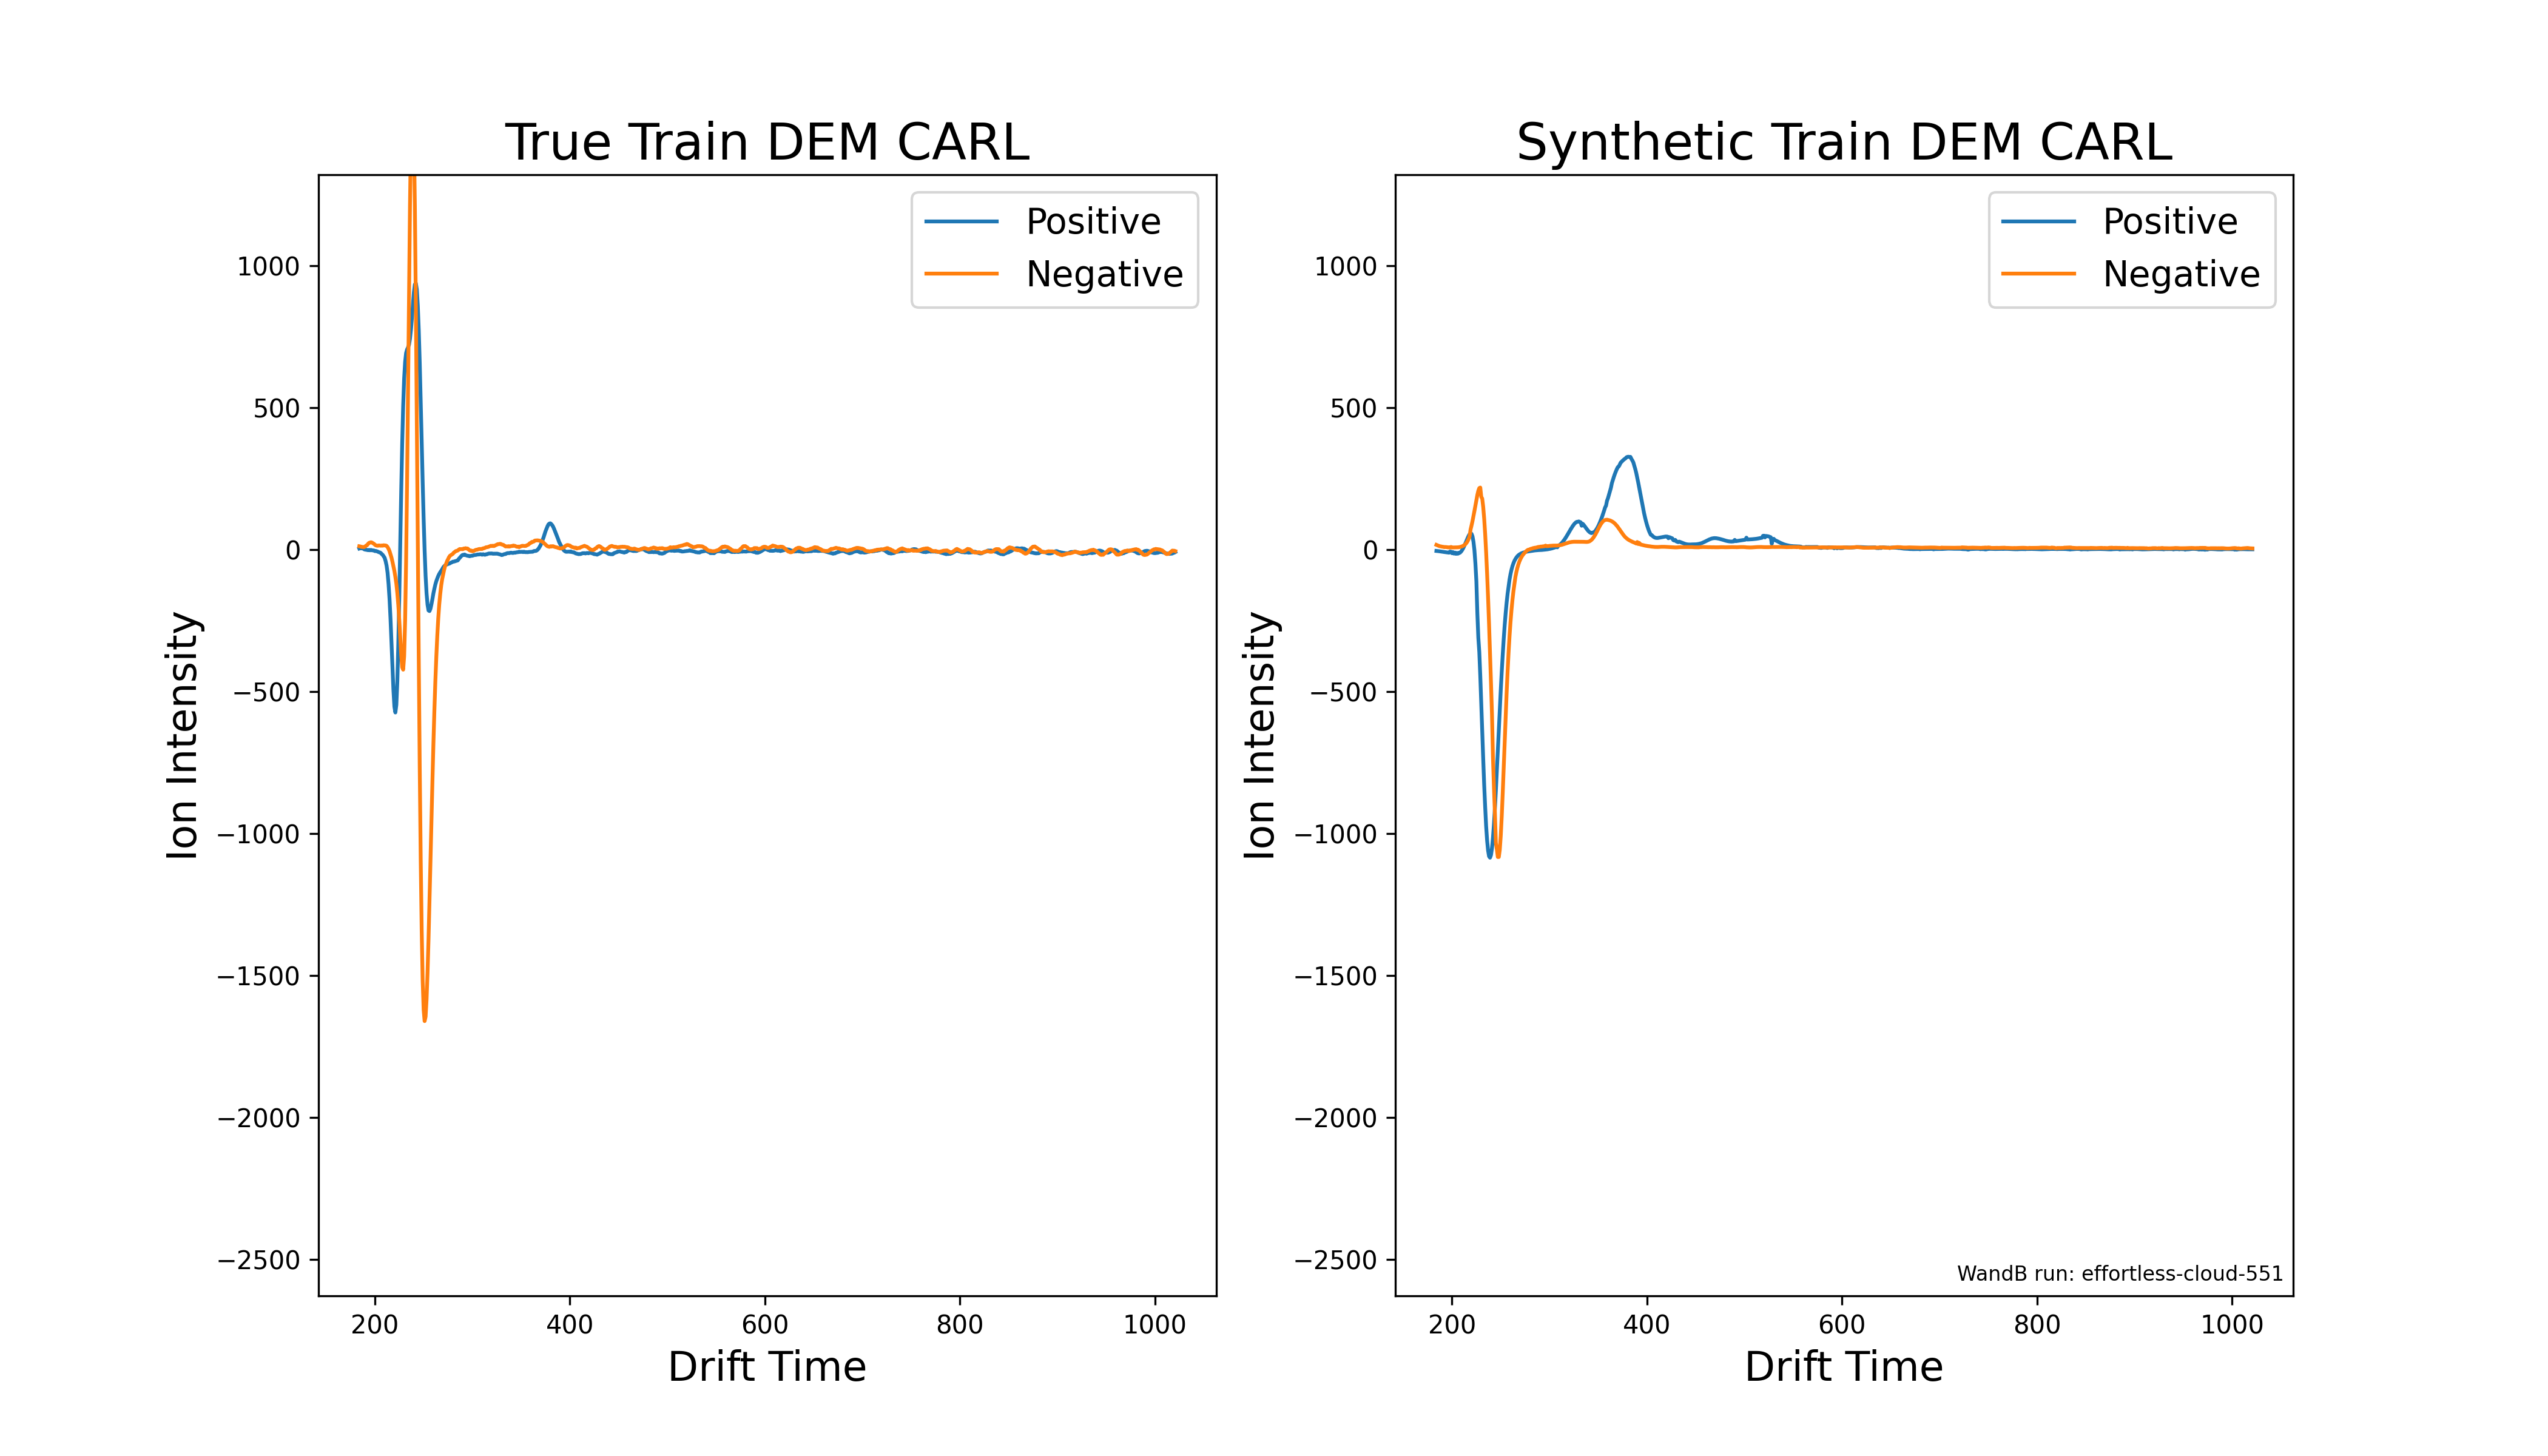 True Train DEM CARL
Positive
Negative
1000
500
0
−500
−1000
−1500
−2000
−2500
Ion Intensity
200 400 600 800 1000
Drift Time
Synthetic Train DEM CARL
Positive
Negative
1000
500
0
−500
−1000
−1500
−2000
−2500
Ion Intensity
WandB run: effortless-cloud-551
200 400 600 800 1000
Drift Time